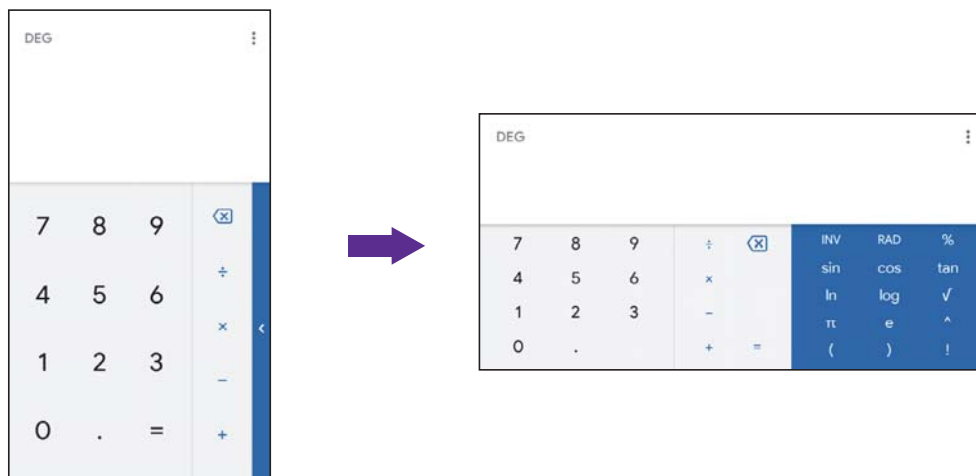 DEG ⋮
7 8 9 ⌫
÷
4 5 6
×
<
1 2 3
−
0 . = +
DEG ⋮
7 8 9 ÷ ⌫ INV RAD %
4 5 6 × sin cos tan
1 2 3 − ln log √
π e ^
0 . + = ( ) !